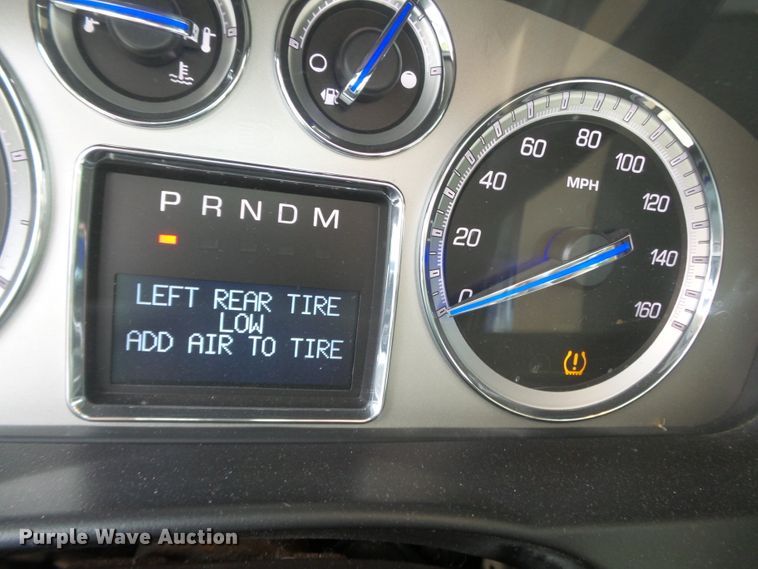 P R N D M
LEFT REAR TIRE
LOW
ADD AIR TO TIRE
0
20
40
60
80
100
120
140
160
MPH
Purple Wave Auction